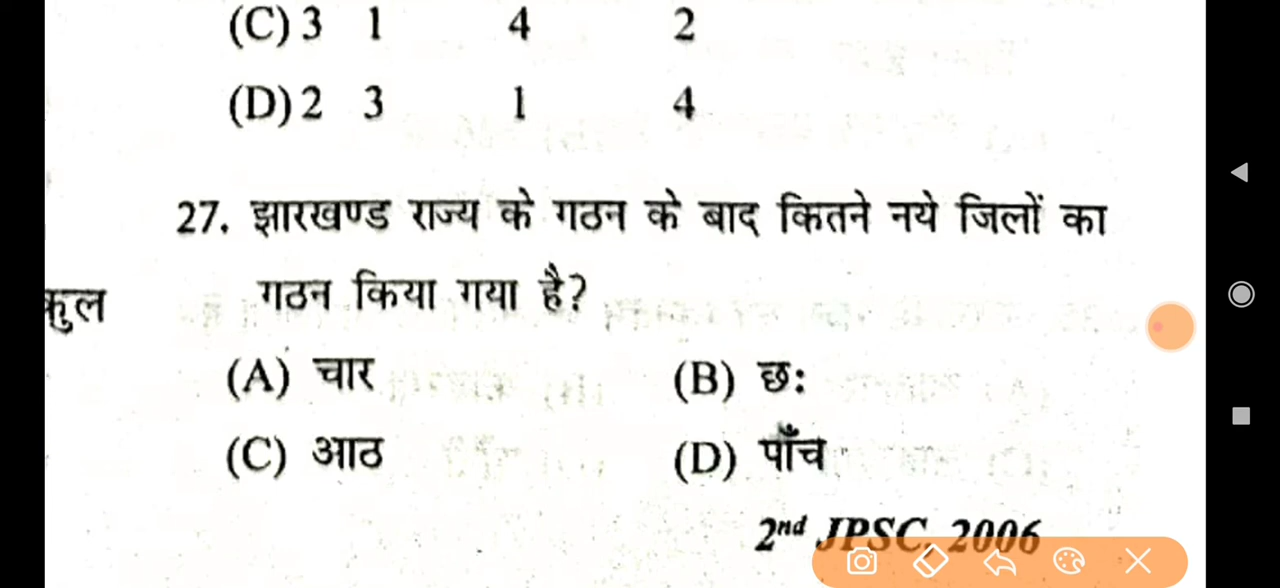 (C) 3 1 4 2
(D) 2 3 1 4
27. झारखण्ड राज्य के गठन के बाद कितने नये जिलों का
कुल
गठन किया गया है?
(A) चार (B) छः
(C) आठ (D) पाँच
2nd JPSC, 2006